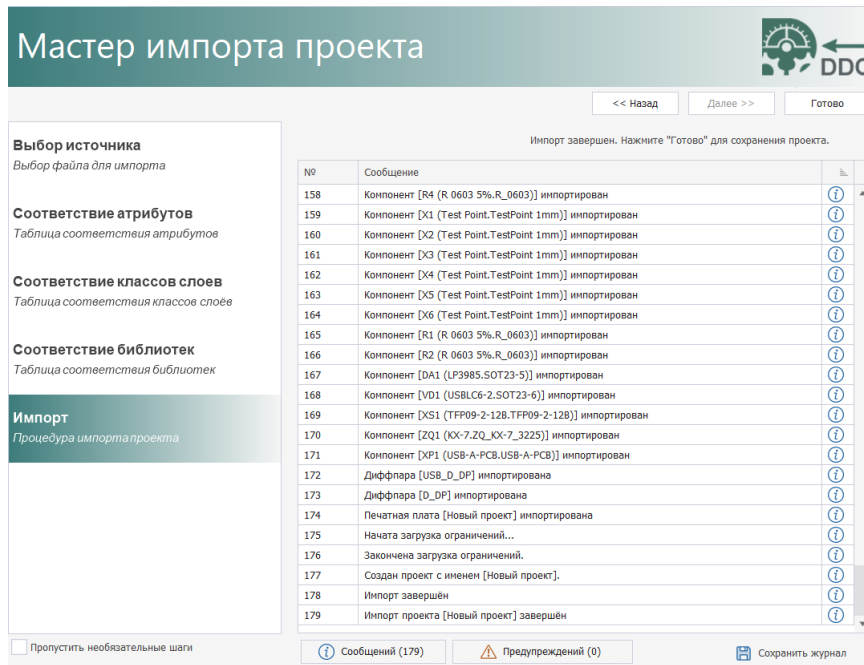 Мастер импорта проекта
DDC
<< Назад
Далее >>
Готово
Выбор источника
Выбор файла для импорта
Соответствие атрибутов
Таблица соответствия атрибутов
Соответствие классов слоев
Таблица соответствия классов слоёв
Соответствие библиотек
Таблица соответствия библиотек
Импорт
Процедура импорта проекта
Импорт завершен. Нажмите "Готово" для сохранения проекта.
№ Сообщение
158 Компонент [R4 (R 0603 5%.R_0603)] импортирован
159 Компонент [X1 (Test Point.TestPoint 1mm)] импортирован
160 Компонент [X2 (Test Point.TestPoint 1mm)] импортирован
161 Компонент [X3 (Test Point.TestPoint 1mm)] импортирован
162 Компонент [X4 (Test Point.TestPoint 1mm)] импортирован
163 Компонент [X5 (Test Point.TestPoint 1mm)] импортирован
164 Компонент [X6 (Test Point.TestPoint 1mm)] импортирован
165 Компонент [R1 (R 0603 5%.R_0603)] импортирован
166 Компонент [R2 (R 0603 5%.R_0603)] импортирован
167 Компонент [DA1 (LP3985.SOT23-5)] импортирован
168 Компонент [VD1 (USBLC6-2.SOT23-6)] импортирован
169 Компонент [XS1 (TFP09-2-12B.TFP09-2-12B)] импортирован
170 Компонент [ZQ1 (KX-7.ZQ_KX-7_3225)] импортирован
171 Компонент [XP1 (USB-A-PCB.USB-A-PCB)] импортирован
172 Диффпара [USB_D_DP] импортирована
173 Диффпара [D_DP] импортирована
174 Печатная плата [Новый проект] импортирована
175 Начата загрузка ограничений...
176 Закончена загрузка ограничений.
177 Создан проект с именем [Новый проект].
178 Импорт завершён
179 Импорт проекта [Новый проект] завершён
Пропустить необязательные шаги
Сообщений (179)
Предупреждений (0)
Сохранить журнал